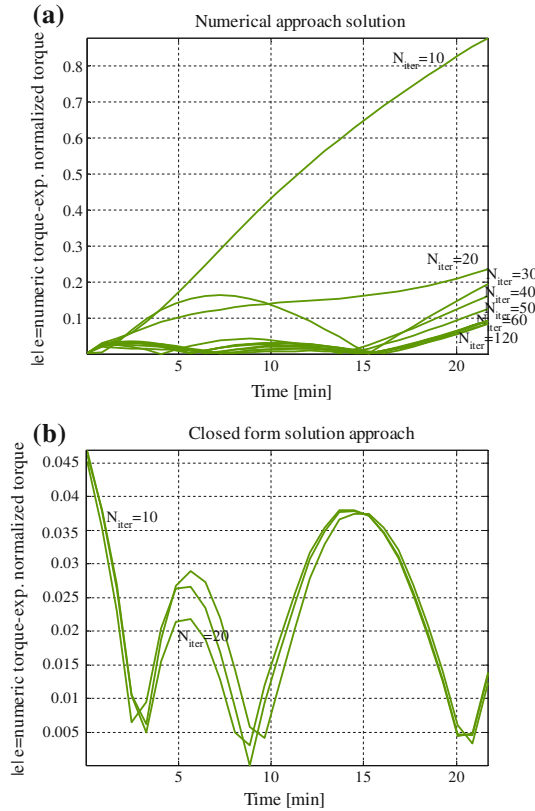 (a)
Numerical approach solution
|e| e=numeric torque-exp. normalized torque
0.8
0.7
0.6
0.5
0.4
0.3
0.2
0.1
N_iter=10
N_iter=20
N_iter=30
N_iter=40
N_iter=50
N_iter=60
N_iter=120
5
10
15
20
Time [min]
(b)
Closed form solution approach
|e| e=numeric torque-exp. normalized torque
0.045
0.04
0.035
0.03
0.025
0.02
0.015
0.01
0.005
N_iter=10
N_iter=20
5
10
15
20
Time [min]